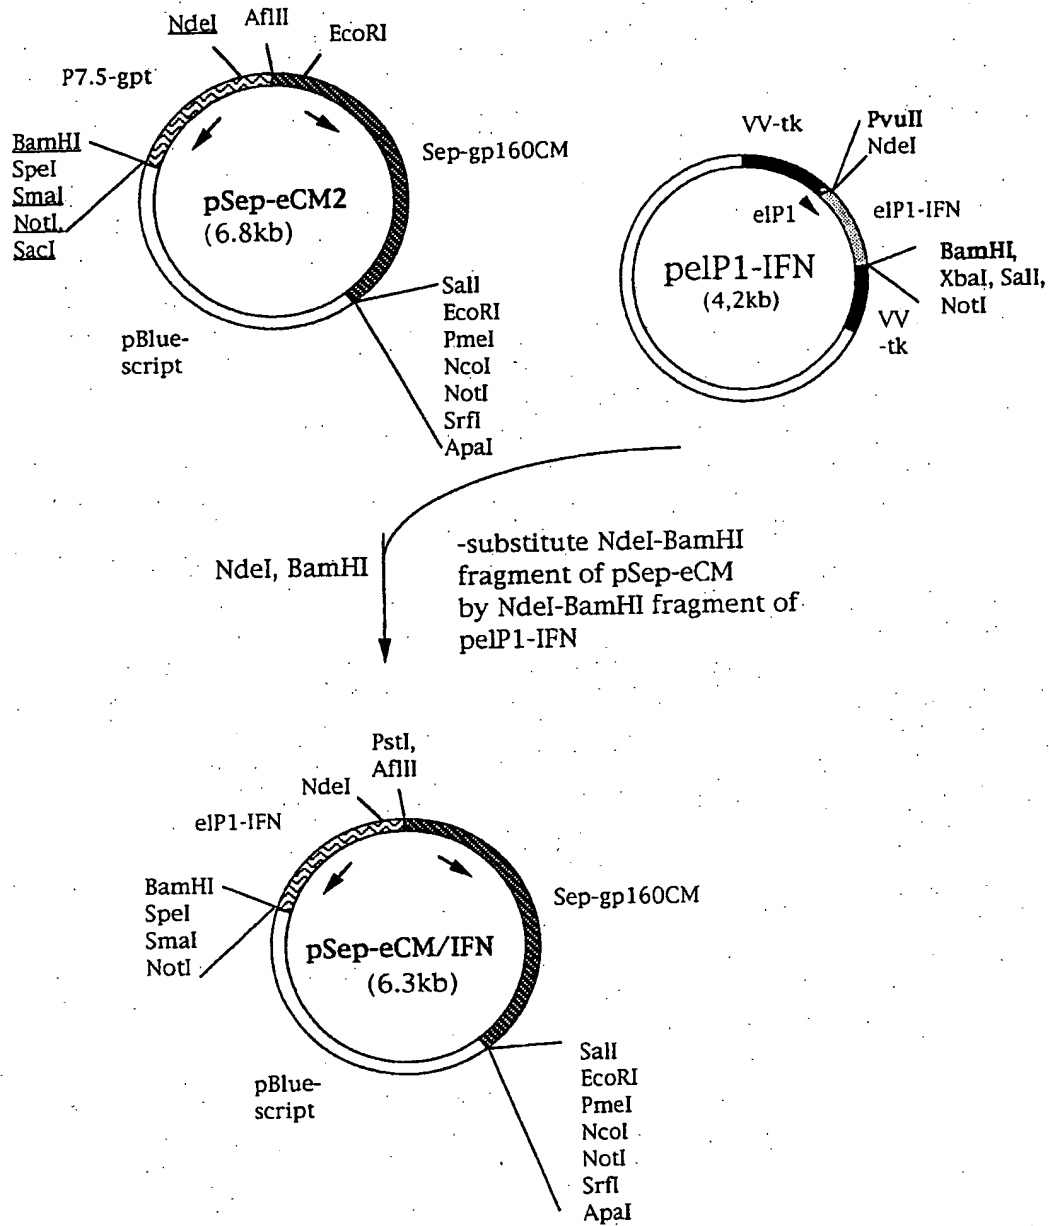 NdeI
AflII
EcoRI
P7.5-gpt
BamHI
SpeI
SmaI
NotI,
SacI
Sep-gp160CM
pSep-eCM2
(6.8kb)
pBlue-
script
SalI
EcoRI
PmeI
NcoI
NotI
SrfI
ApaI
VV-tk
PvuII
NdeI
elP1
elP1-IFN
pelP1-IFN
(4,2kb)
BamHI,
XbaI, SalI,
NotI
VV
-tk
NdeI, BamHI
-substitute NdeI-BamHI
fragment of pSep-eCM
by NdeI-BamHI fragment of
pelP1-IFN
PstI,
AflII
NdeI
elP1-IFN
BamHI
SpeI
SmaI
NotI
Sep-gp160CM
pSep-eCM/IFN
(6.3kb)
pBlue-
script
SalI
EcoRI
PmeI
NcoI
NotI
SrfI
ApaI